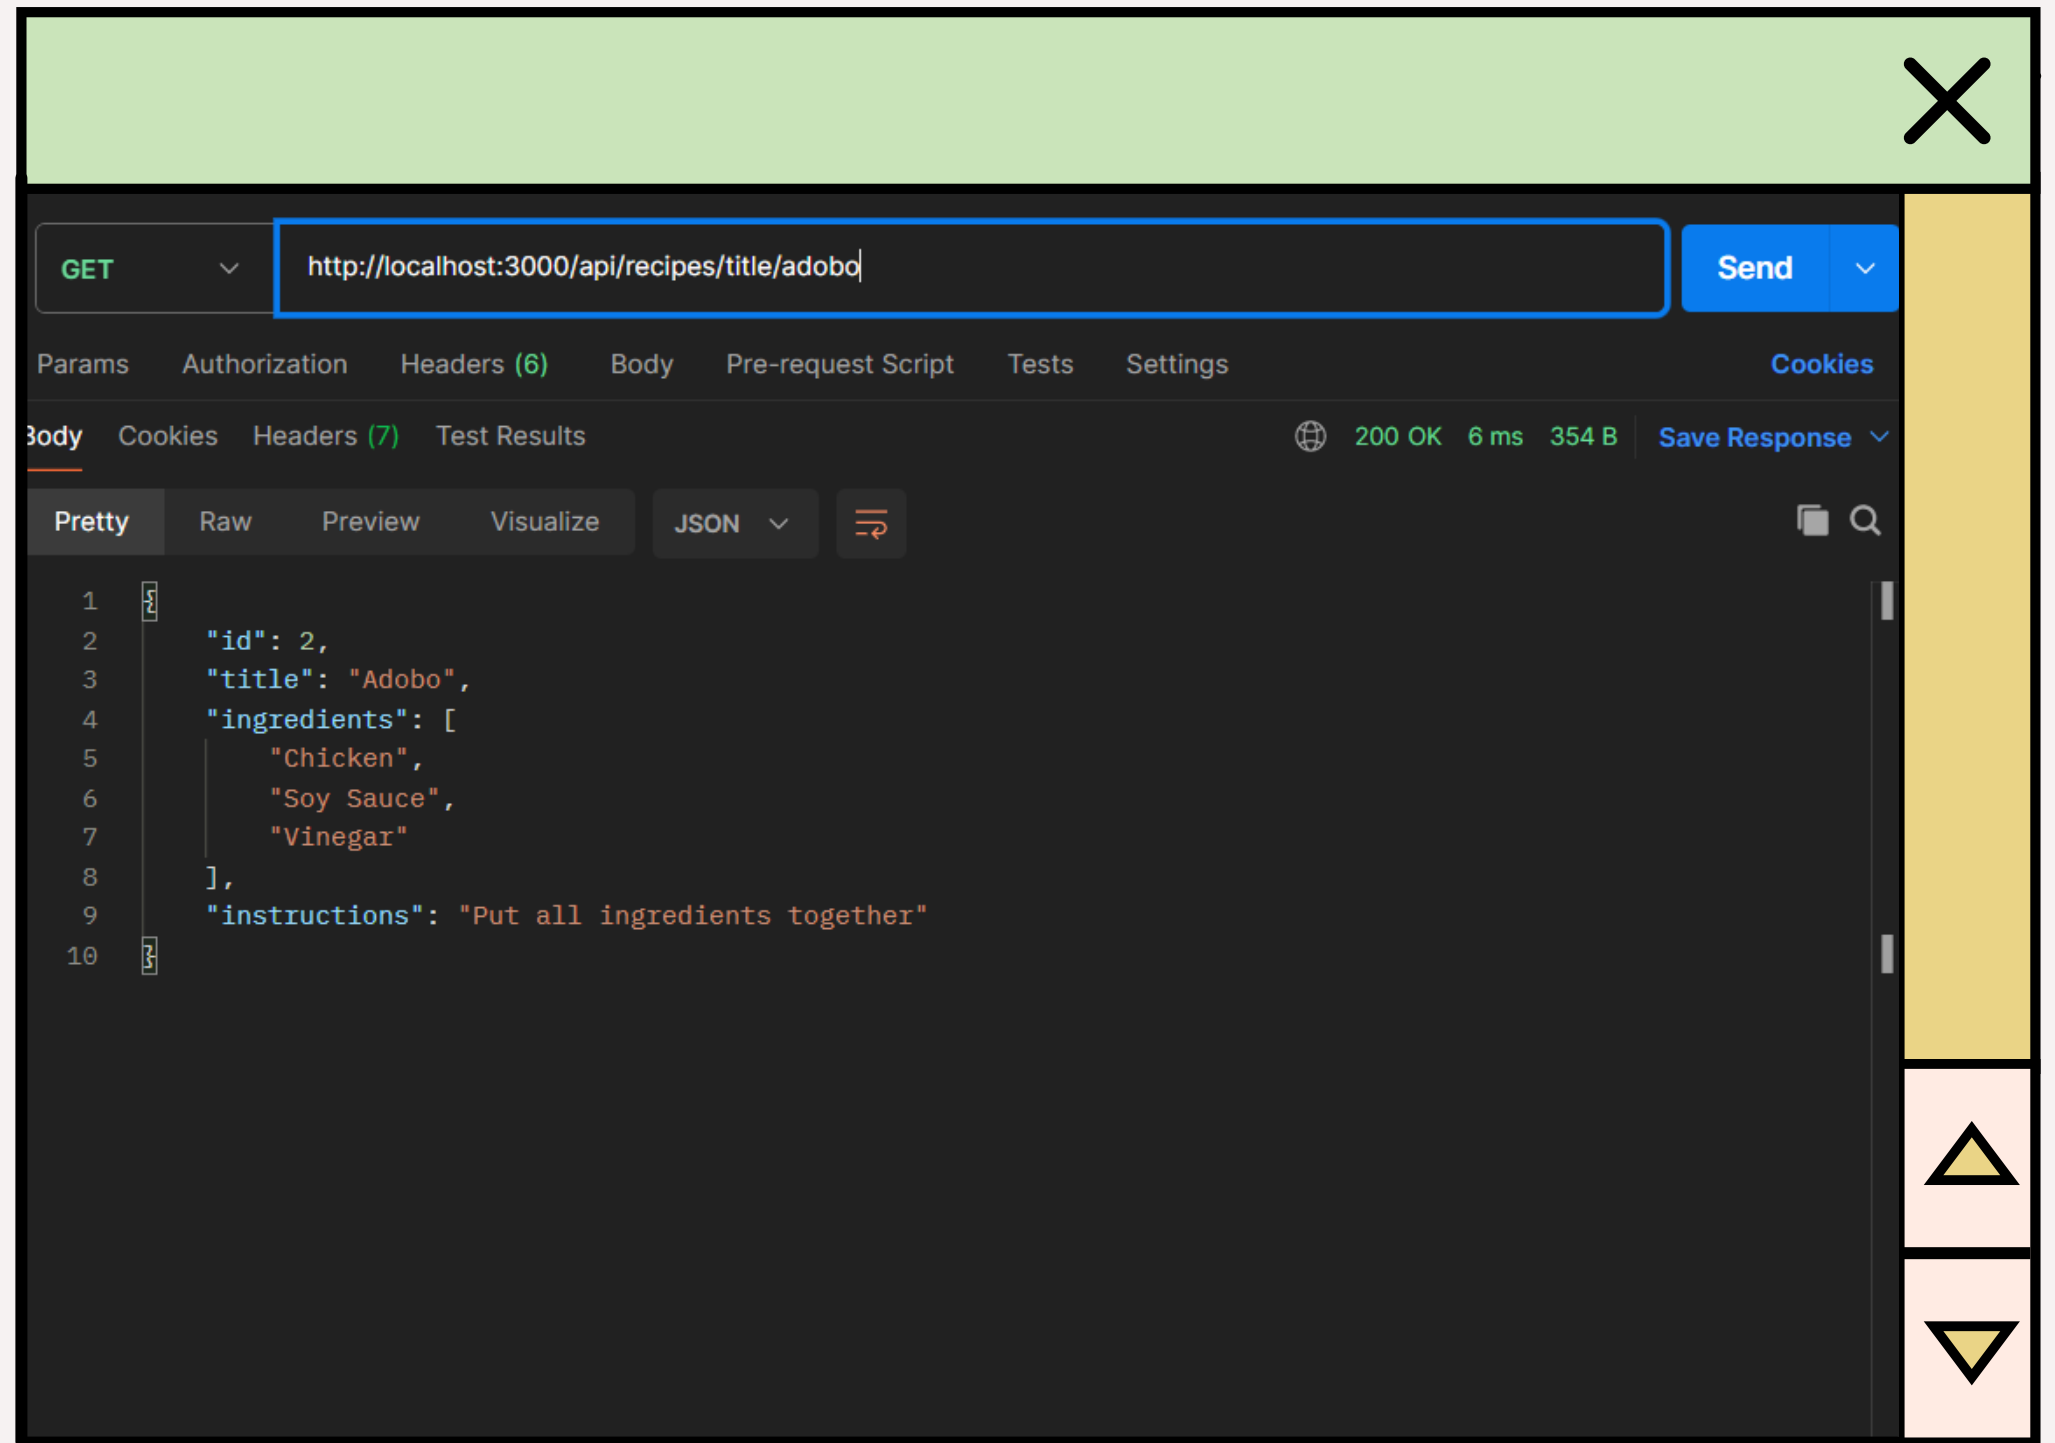 GET http://localhost:3000/api/recipes/title/adobo Send
Params Authorization Headers (6) Body Pre-request Script Tests Settings Cookies
Body Cookies Headers (7) Test Results 200 OK 6 ms 354 B Save Response
Pretty Raw Preview Visualize JSON
1 {
2 "id": 2,
3 "title": "Adobo",
4 "ingredients": [
5 "Chicken",
6 "Soy Sauce",
7 "Vinegar"
8 ],
9 "instructions": "Put all ingredients together"
10 }